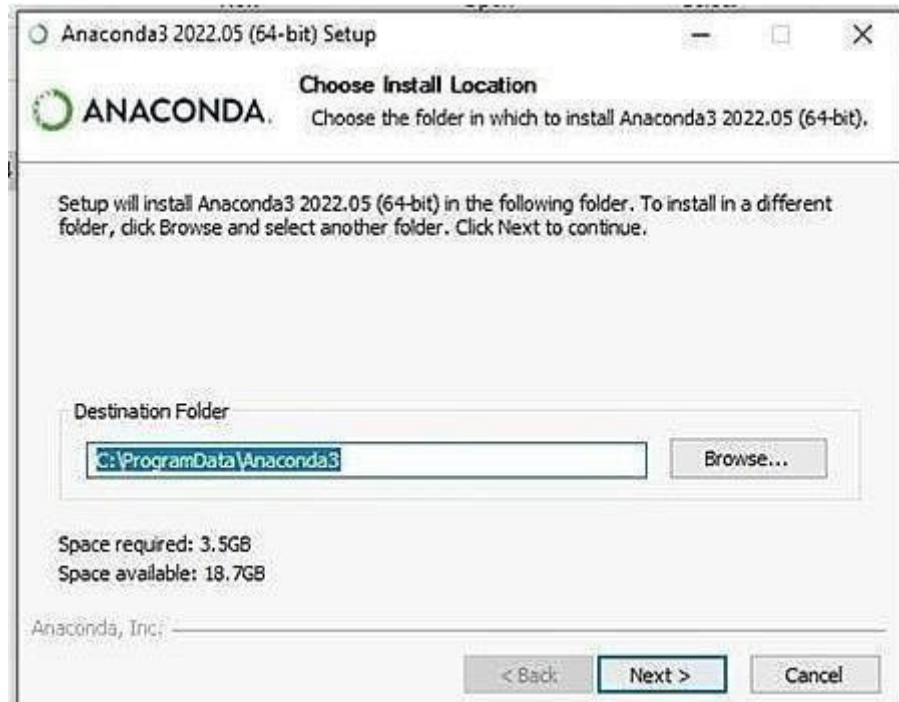 Anaconda3 2022.05 (64-bit) Setup
ANACONDA.
Choose Install Location
Choose the folder in which to install Anaconda3 2022.05 (64-bit).
Setup will install Anaconda3 2022.05 (64-bit) in the following folder. To install in a different
folder, click Browse and select another folder. Click Next to continue.
Destination Folder
C:\ProgramData\Anaconda3
Browse...
Space required: 3.5GB
Space available: 18.7GB
Anaconda, Inc.
< Back
Next >
Cancel